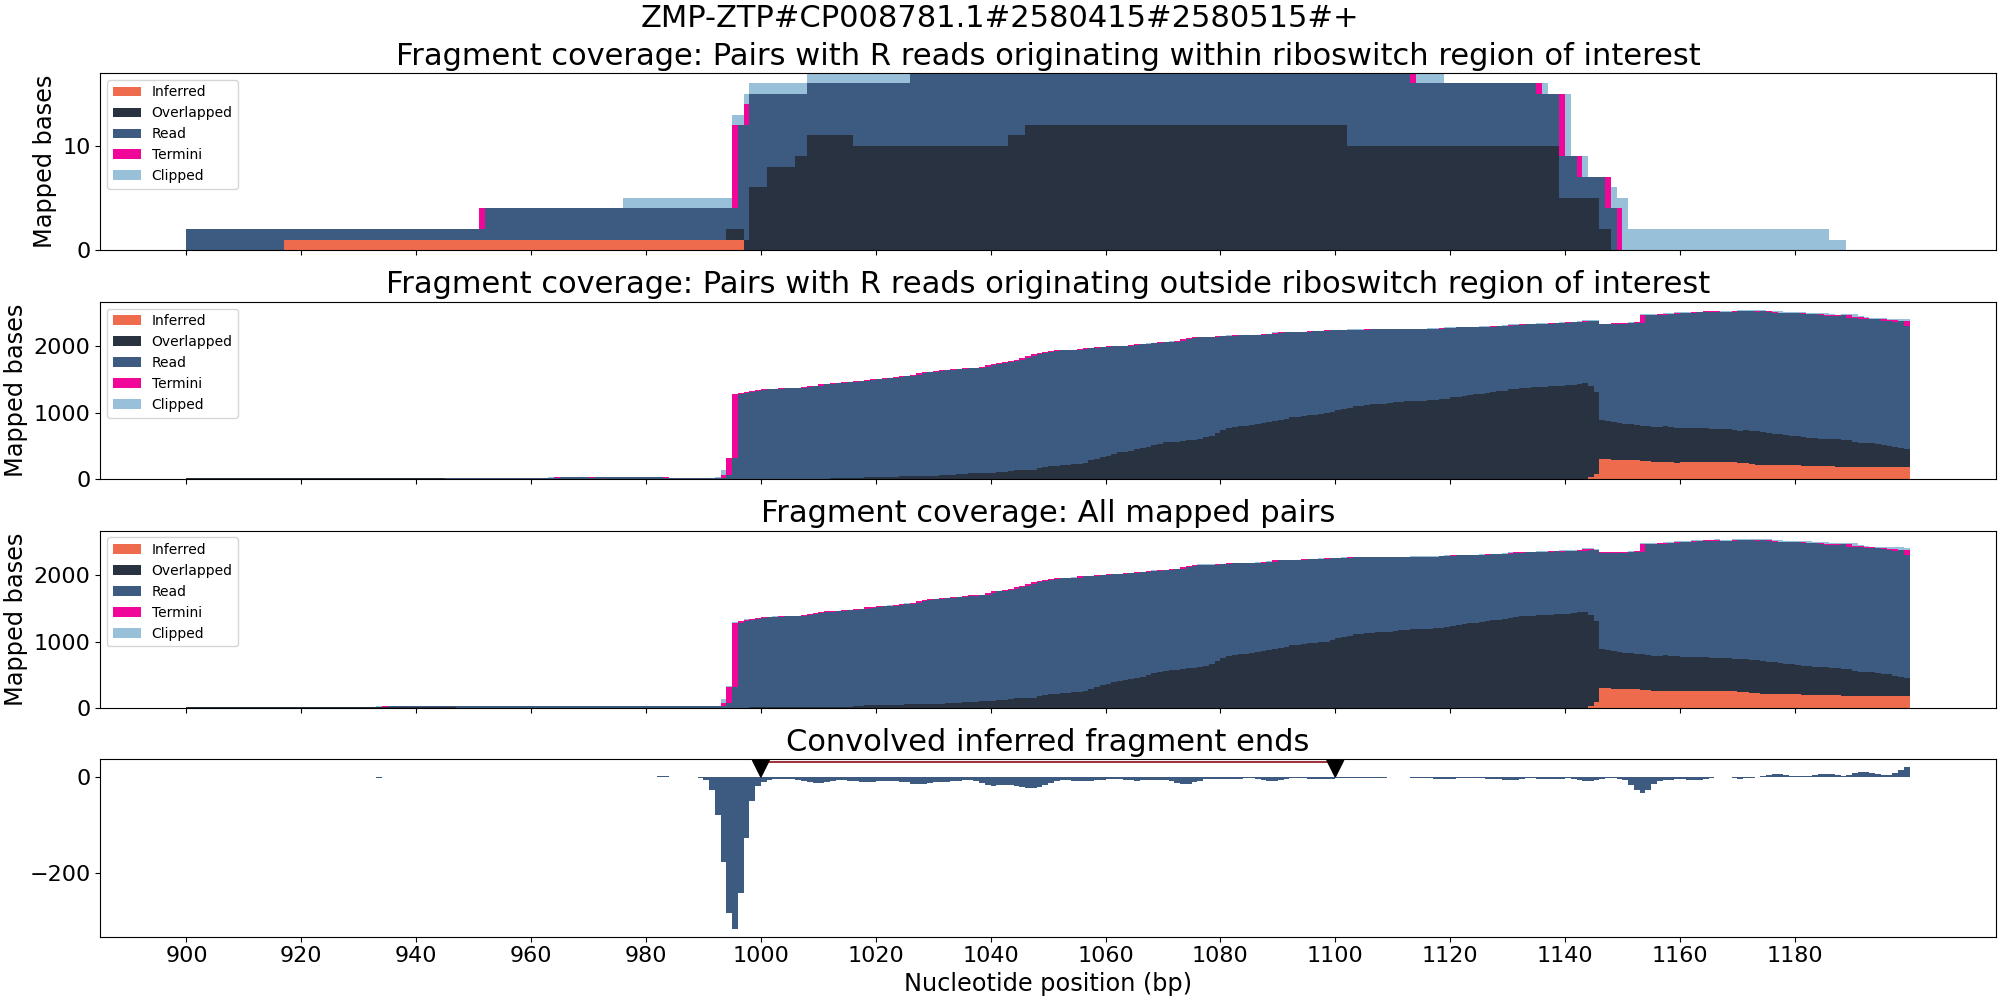 ZMP-ZTP#CP008781.1#2580415#2580515#+
Fragment coverage: Pairs with R reads originating within riboswitch region of interest
Mapped bases
10
0
Inferred
Overlapped
Read
Termini
Clipped
Fragment coverage: Pairs with R reads originating outside riboswitch region of interest
Mapped bases
2000
1000
0
Inferred
Overlapped
Read
Termini
Clipped
Fragment coverage: All mapped pairs
Mapped bases
2000
1000
0
Inferred
Overlapped
Read
Termini
Clipped
Convolved inferred fragment ends
0
−200
900 920 940 960 980 1000 1020 1040 1060 1080 1100 1120 1140 1160 1180
Nucleotide position (bp)